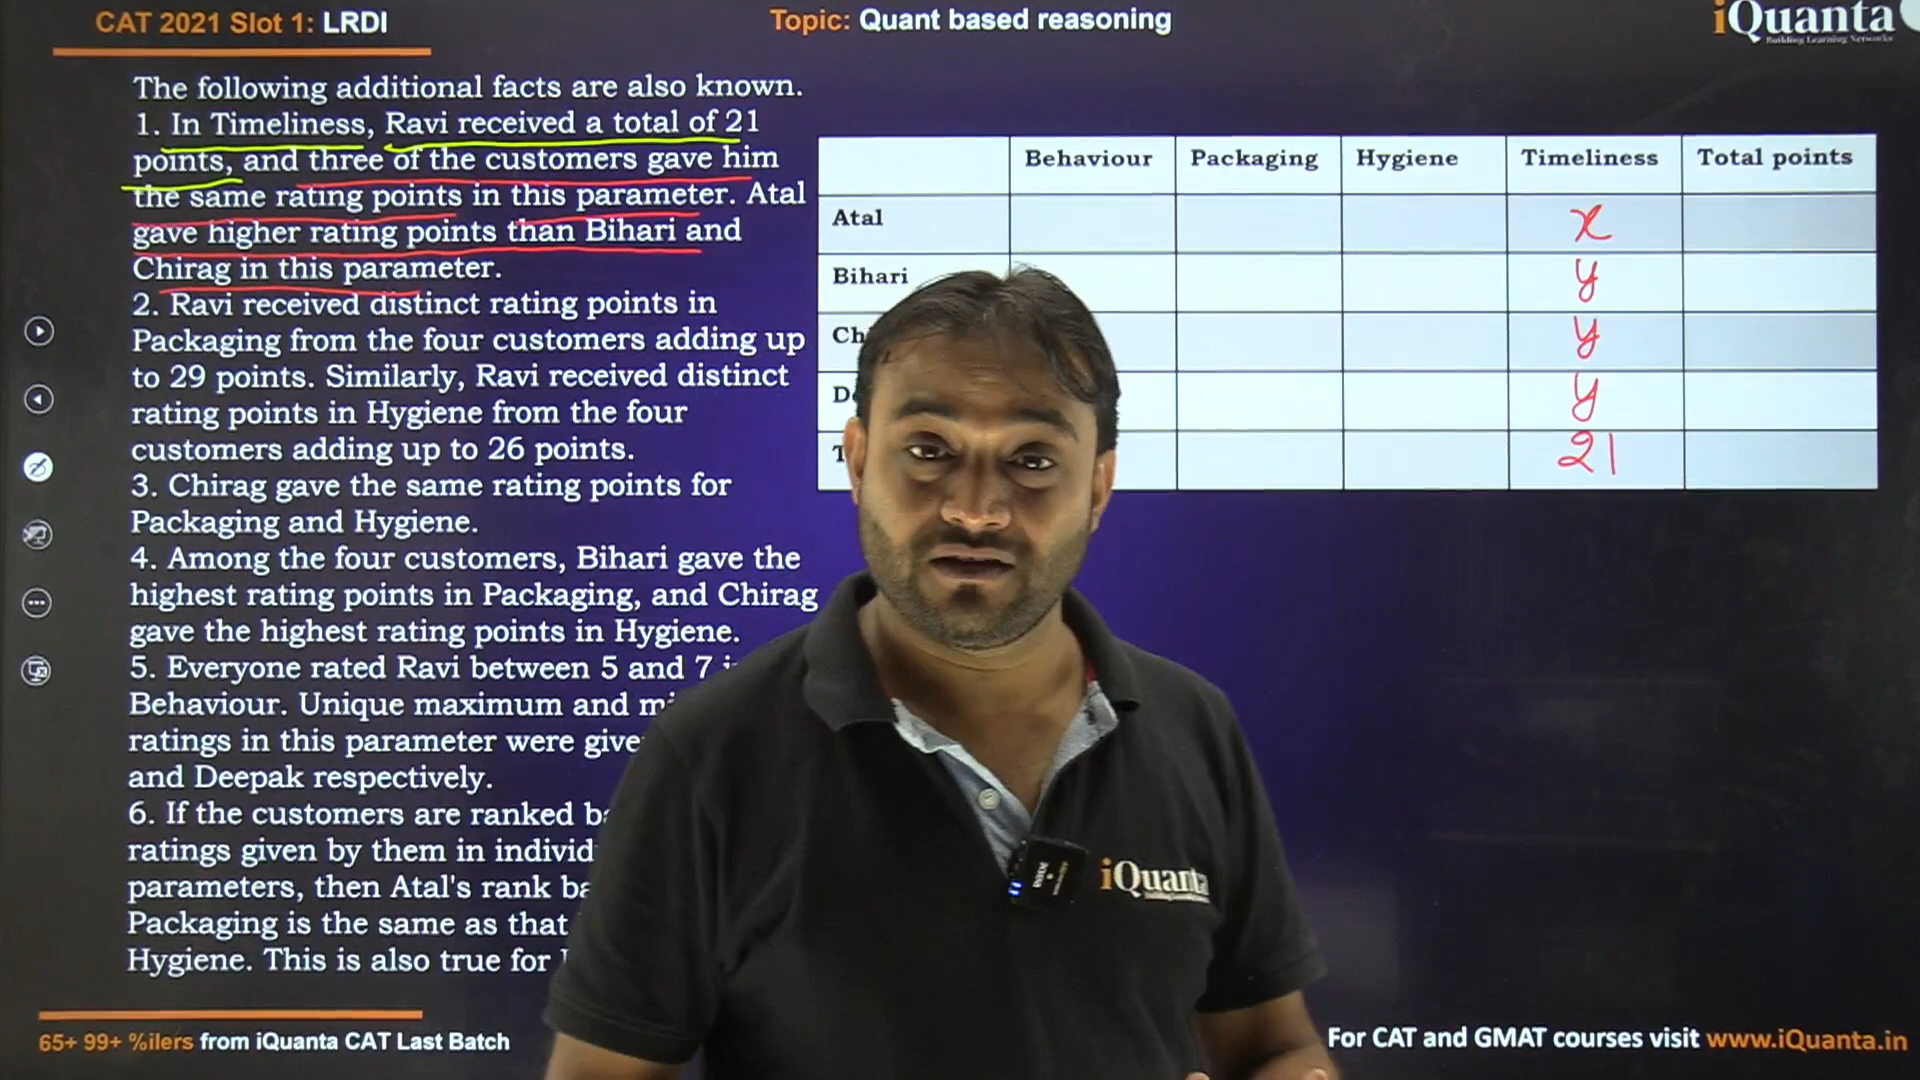 CAT 2021 Slot 1: LRDI
Topic: Quant based reasoning
iQuanta
Building Learning Networks
The following additional facts are also known.
1. In Timeliness, Ravi received a total of 21
points, and three of the customers gave him
the same rating points in this parameter. Atal
gave higher rating points than Bihari and
Chirag in this parameter.
2. Ravi received distinct rating points in
Packaging from the four customers adding up
to 29 points. Similarly, Ravi received distinct
rating points in Hygiene from the four
customers adding up to 26 points.
3. Chirag gave the same rating points for
Packaging and Hygiene.
4. Among the four customers, Bihari gave the
highest rating points in Packaging, and Chirag
gave the highest rating points in Hygiene.
5. Everyone rated Ravi between 5 and 7
Behaviour. Unique maximum and
ratings in this parameter were
and Deepak respectively.
6. If the customers are ranked
ratings given by them in
parameters, then Atal's rank
Packaging is the same as that
Hygiene. This is also true for
Behaviour Packaging Hygiene Timeliness Total points
Atal x
Bihari y
y
y
21
iQuanta
65+ 99+ %ilers from iQuanta CAT Last Batch
For CAT and GMAT courses visit www.iQuanta.in